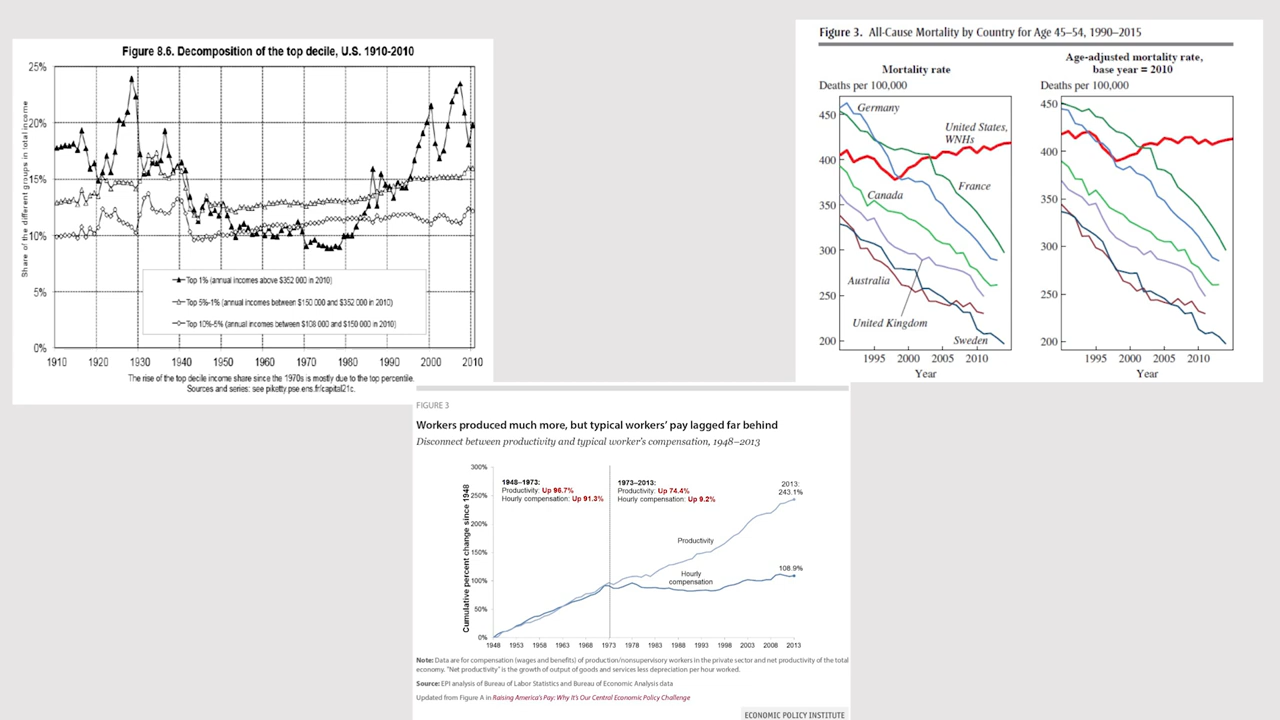 Figure 8.6. Decomposition of the top decile, U.S. 1910-2010
25%
20%
15%
10%
5%
0%
Share of the different groups in total income
Top 1% (annual incomes above $352 000 in 2010)
Top 5%-1% (annual incomes between $150 000 and $352 000 in 2010)
Top 10%-5% (annual incomes between $108 000 and $150 000 in 2010)
1910 1920 1930 1940 1950 1960 1970 1980 1990 2000 2010
The rise of the top decile income share since the 1970s is mostly due to the top percentile.
Sources and series: see piketty.pse.ens.fr/capital21c.
Figure 3. All-Cause Mortality by Country for Age 45–54, 1990–2015
Mortality rate
Deaths per 100,000
450
400
350
300
250
200
Germany
United States,
WNHs
France
Canada
Australia
United Kingdom
Sweden
1995 2000 2005 2010
Year
Age-adjusted mortality rate,
base year = 2010
Deaths per 100,000
450
400
350
300
250
200
1995 2000 2005 2010
Year
FIGURE 3
Workers produced much more, but typical workers' pay lagged far behind
Disconnect between productivity and typical worker's compensation, 1948–2013
Cumulative percent change since 1948
300%
250%
200%
150%
100%
50%
0%
1948–1973:
Productivity: Up 96.7%
Hourly compensation: Up 91.3%
1973–2013:
Productivity: Up 74.4%
Hourly compensation: Up 9.2%
2013:
243.1%
Productivity
Hourly
compensation
108.9%
1948 1953 1958 1963 1968 1973 1978 1983 1988 1993 1998 2003 2008 2013
Note: Data are for compensation (wages and benefits) of production/nonsupervisory workers in the private sector and net productivity of the total
economy. "Net productivity" is the growth of output of goods and services less depreciation per hour worked.
Source: EPI analysis of Bureau of Labor Statistics and Bureau of Economic Analysis data
Updated from Figure A in Raising America's Pay: Why It's Our Central Economic Policy Challenge
ECONOMIC POLICY INSTITUTE